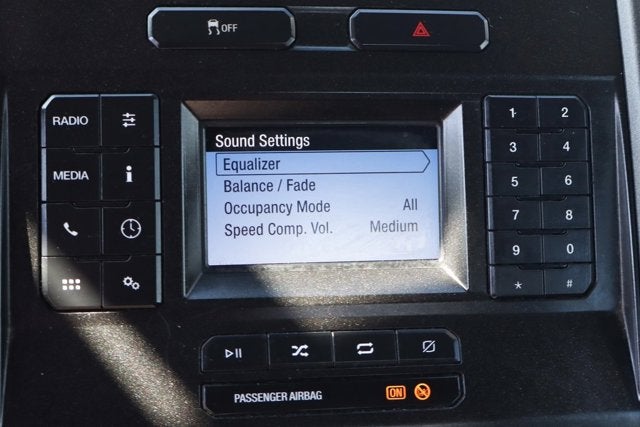 OFF
RADIO
MEDIA
Sound Settings
Equalizer
Balance / Fade
Occupancy Mode All
Speed Comp. Vol. Medium
1 2
3 4
5 6
7 8
9 0
* #
PASSENGER AIRBAG ON